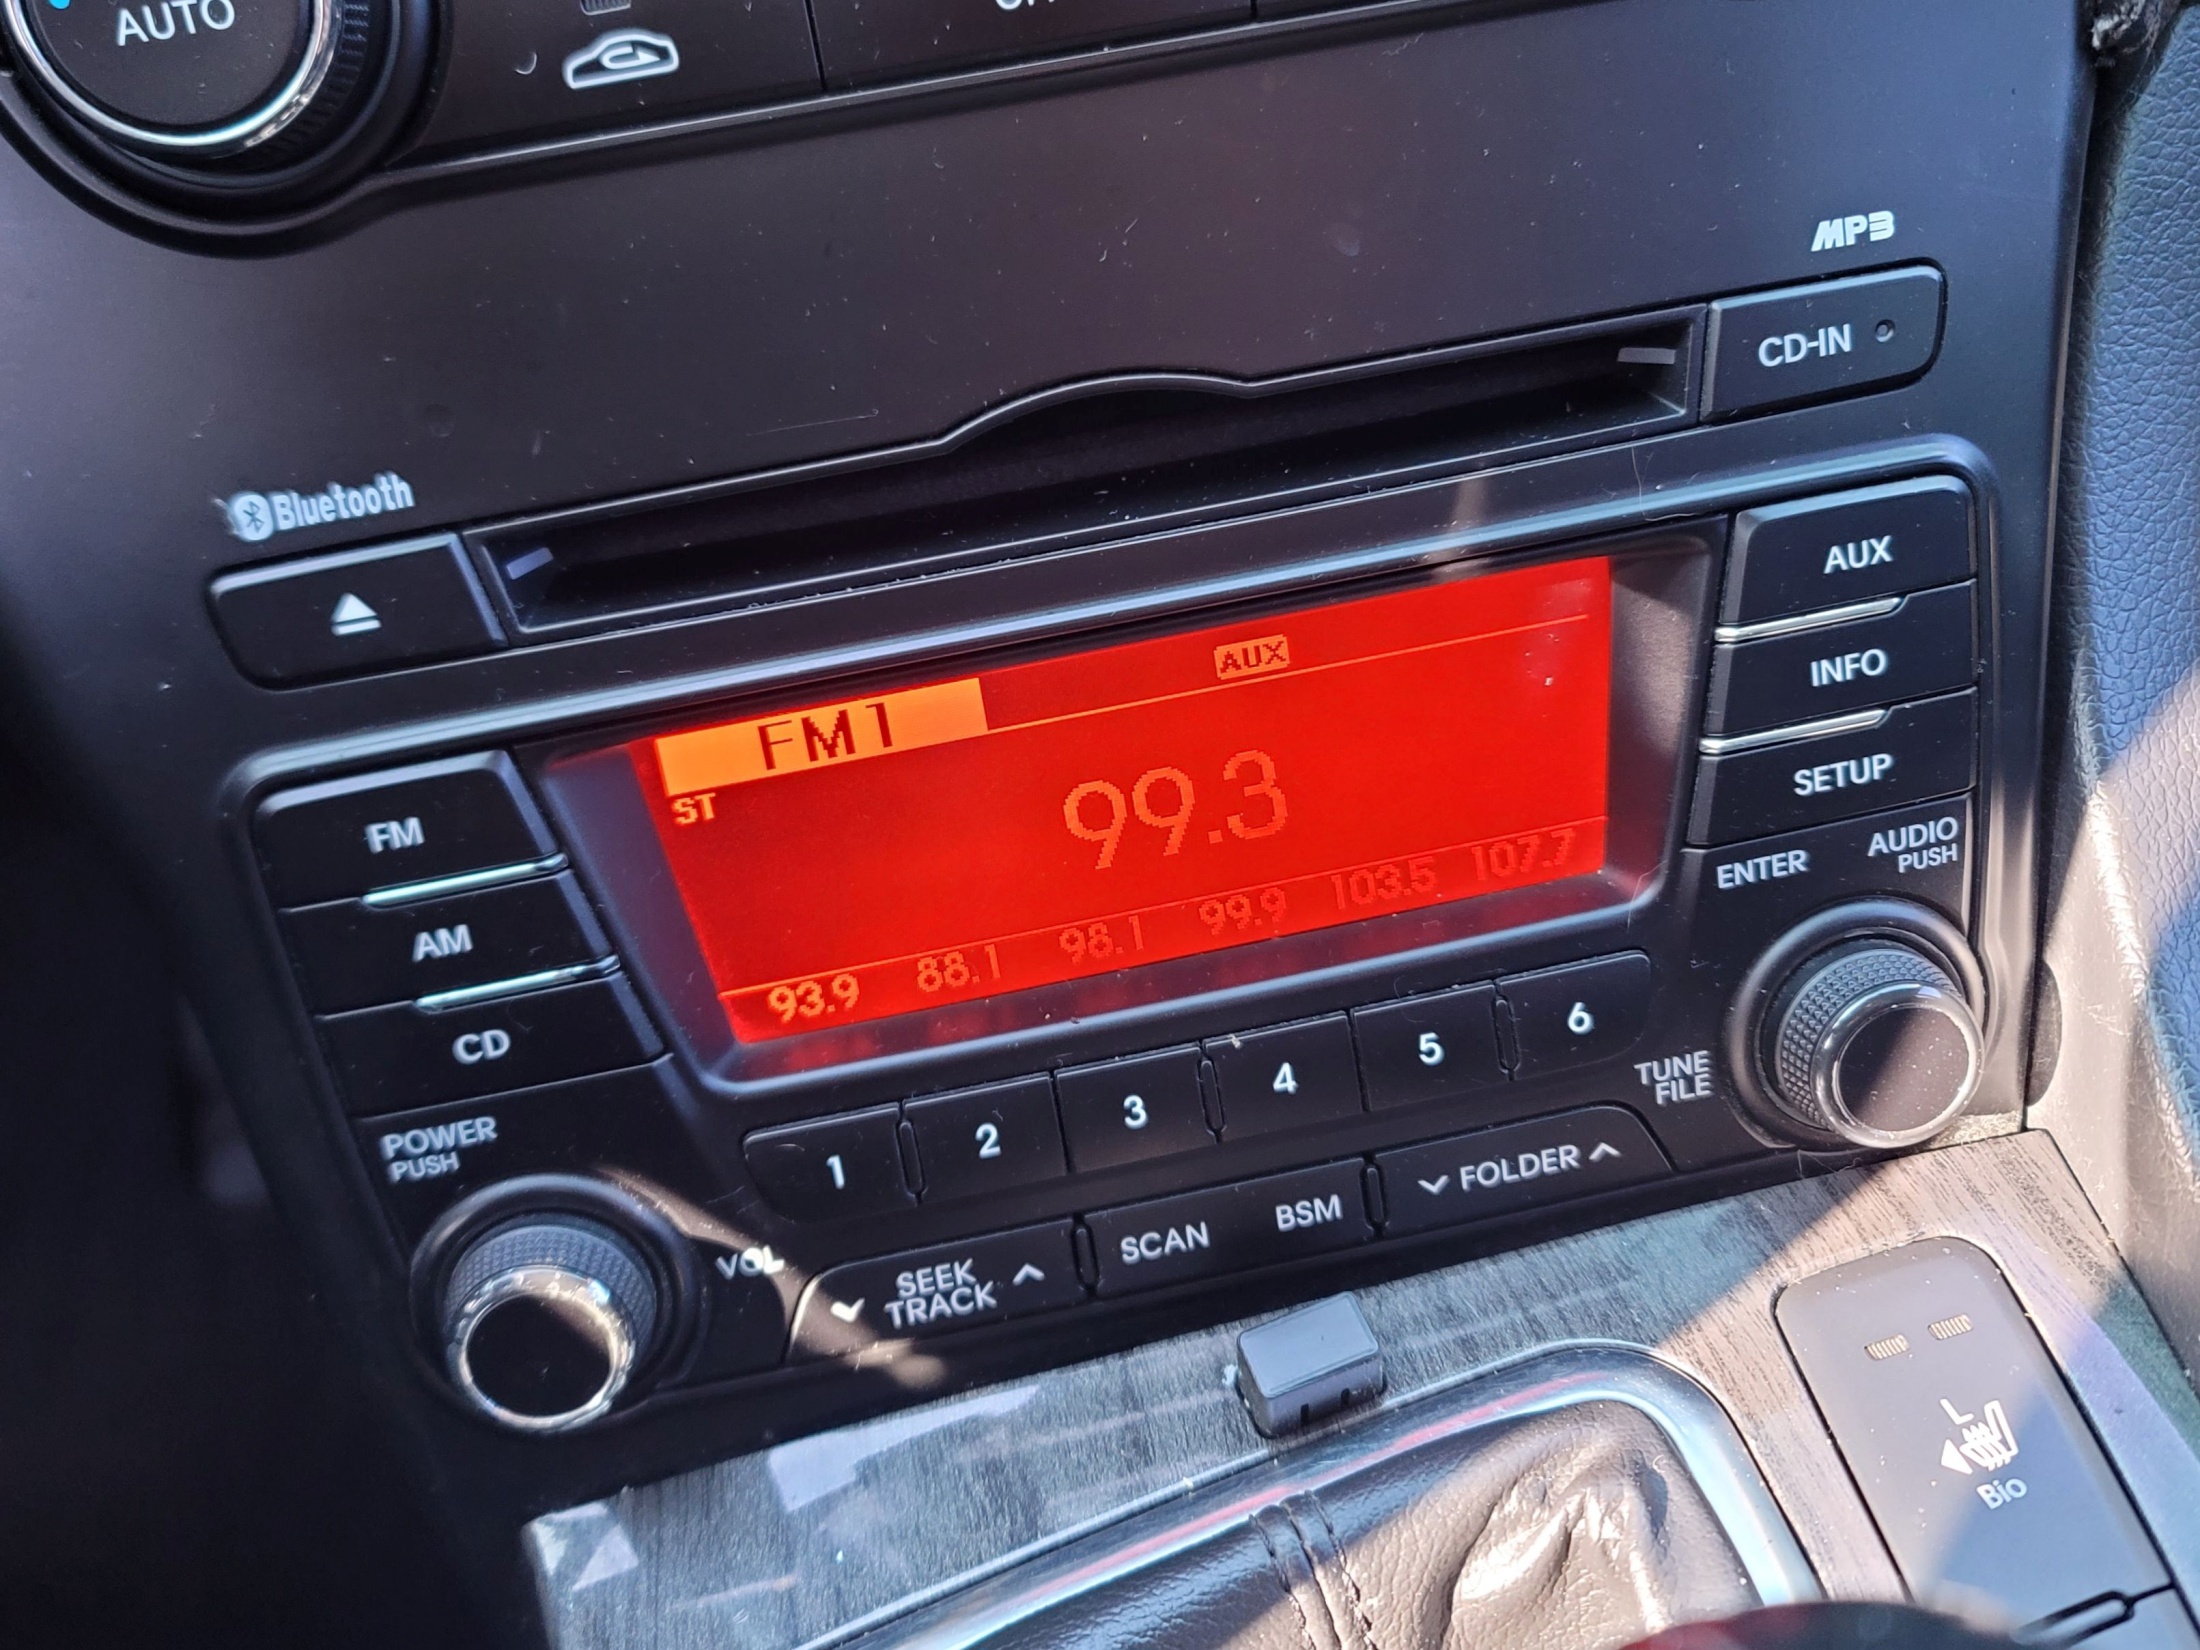 AUTO
MP3
CD-IN
Bluetooth
AUX
INFO
SETUP
AUX
FM1
ST
99.3
93.9 88.1 98.1 99.9 103.5 107.7
FM
AM
CD
ENTER
AUDIO
PUSH
TUNE
FILE
POWER
PUSH
VOL
1 2 3 4 5 6
SEEK
TRACK
SCAN BSM
FOLDER
L
Bio